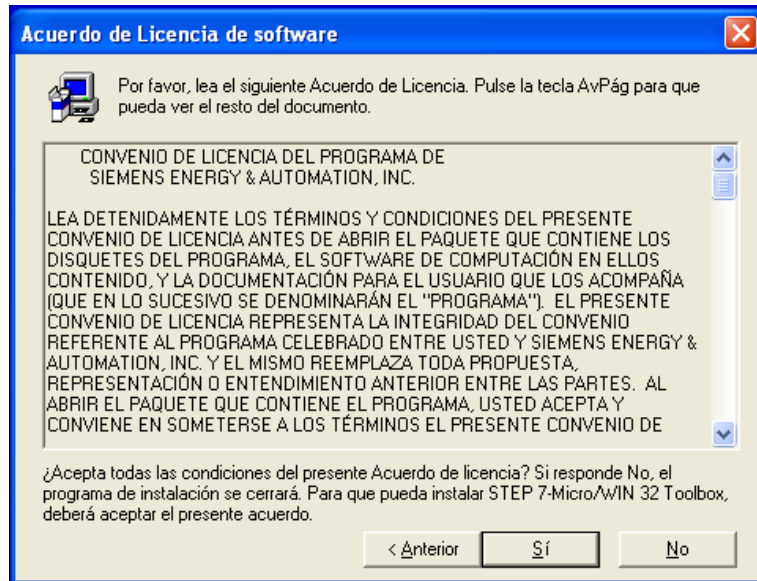 Acuerdo de Licencia de software
Por favor, lea el siguiente Acuerdo de Licencia. Pulse la tecla AvPág para que
pueda ver el resto del documento.
CONVENIO DE LICENCIA DEL PROGRAMA DE
SIEMENS ENERGY & AUTOMATION, INC.
LEA DETENIDAMENTE LOS TÉRMINOS Y CONDICIONES DEL PRESENTE
CONVENIO DE LICENCIA ANTES DE ABRIR EL PAQUETE QUE CONTIENE LOS
DISQUETES DEL PROGRAMA, EL SOFTWARE DE COMPUTACIÓN EN ELLOS
CONTENIDO, Y LA DOCUMENTACIÓN PARA EL USUARIO QUE LOS ACOMPAÑA
(QUE EN LO SUCESIVO SE DENOMINARÁN EL "PROGRAMA"). EL PRESENTE
CONVENIO DE LICENCIA REPRESENTA LA INTEGRIDAD DEL CONVENIO
REFERENTE AL PROGRAMA CELEBRADO ENTRE USTED Y SIEMENS ENERGY &
AUTOMATION, INC. Y EL MISMO REEMPLAZA TODA PROPUESTA,
REPRESENTACIÓN O ENTENDIMIENTO ANTERIOR ENTRE LAS PARTES. AL
ABRIR EL PAQUETE QUE CONTIENE EL PROGRAMA, USTED ACEPTA Y
CONVIENE EN SOMETERSE A LOS TÉRMINOS EL PRESENTE CONVENIO DE
¿Acepta todas las condiciones del presente Acuerdo de licencia? Si responde No, el
programa de instalación se cerrará. Para que pueda instalar STEP 7-Micro/WIN 32 Toolbox,
deberá aceptar el presente acuerdo.
< Anterior Sí No